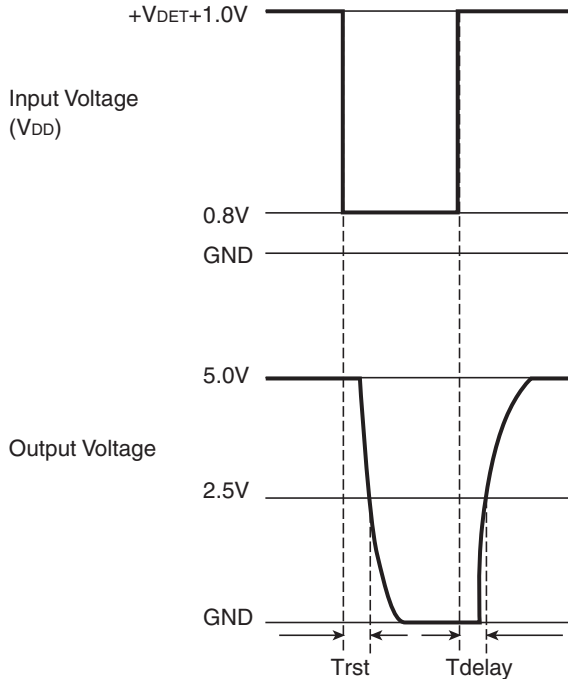 +VDET+1.0V
Input Voltage
(VDD)
0.8V
GND
5.0V
Output Voltage
2.5V
GND
Trst
Tdelay